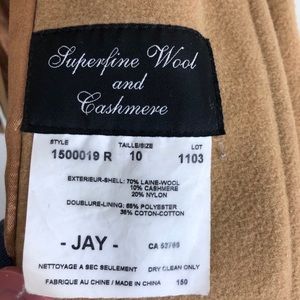 Superfine Wool
and
Cashmere
STYLE TAILLE/SIZE LOT
1500019 R 10 1103
EXTERIEUR-SHELL: 70% LAINE-WOOL
10% CASHMERE
20% NYLON
DOUBLURE-LINING: 65% POLYESTER
35% COTON-COTTON
- JAY - CA
NETTOYAGE A SEC SEULEMENT DRY CLEAN ONLY
FABRIQUE AU CHINA / MADE IN CHINA 150